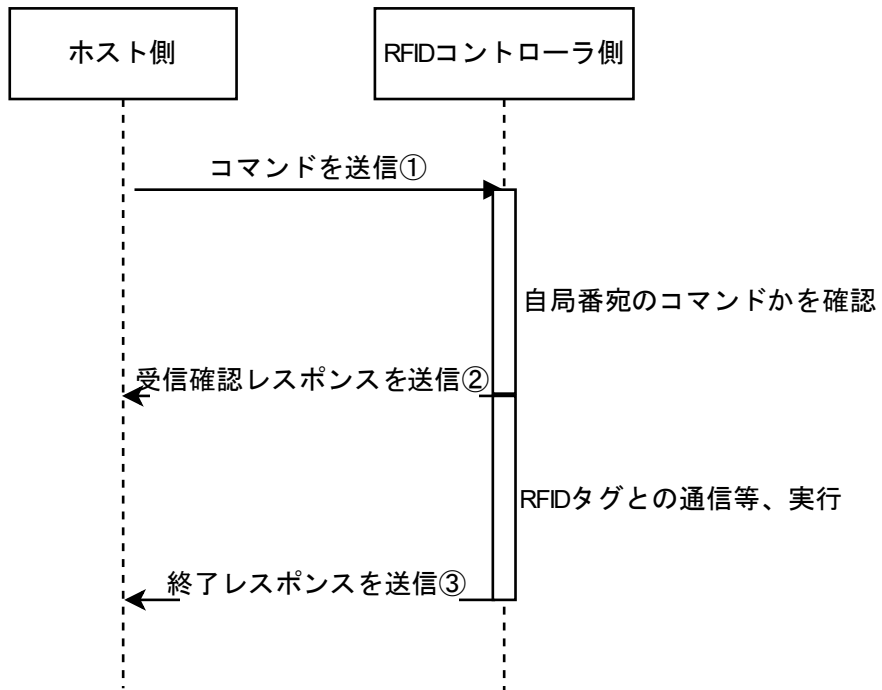 ホスト側
RFIDコントローラ側
コマンドを送信①
自局番宛のコマンドかを確認
受信確認レスポンスを送信②
RFIDタグとの通信等、実行
終了レスポンスを送信③